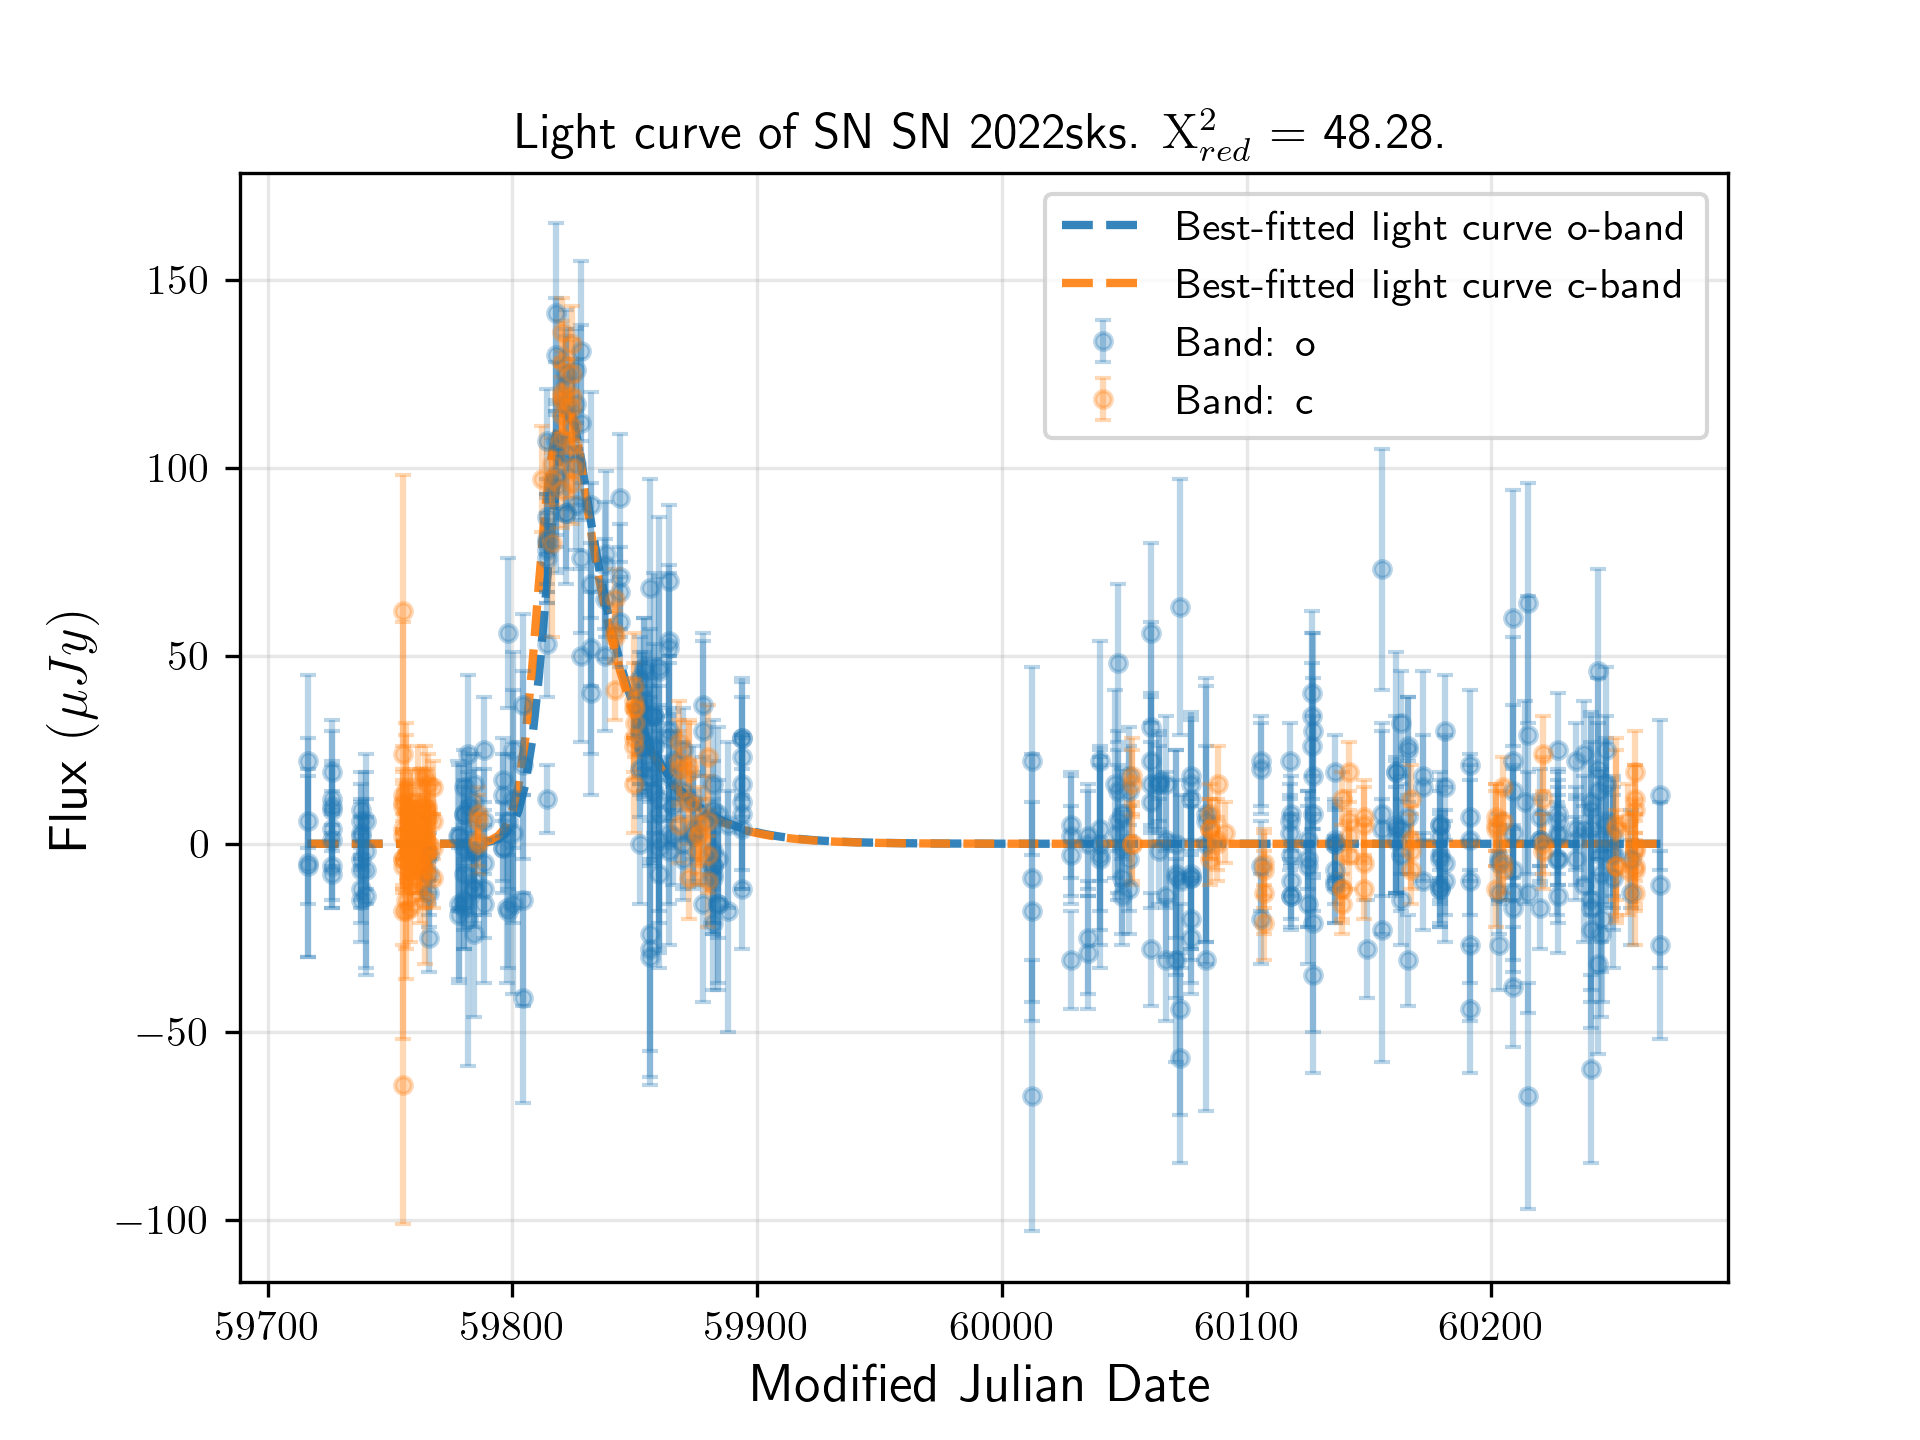 Light curve of SN SN 2022sks. X²_red = 48.28.
Best-fitted light curve o-band
Best-fitted light curve c-band
Band: o
Band: c
Flux (μJy)
150
100
50
0
−50
−100
59700 59800 59900 60000 60100 60200
Modified Julian Date